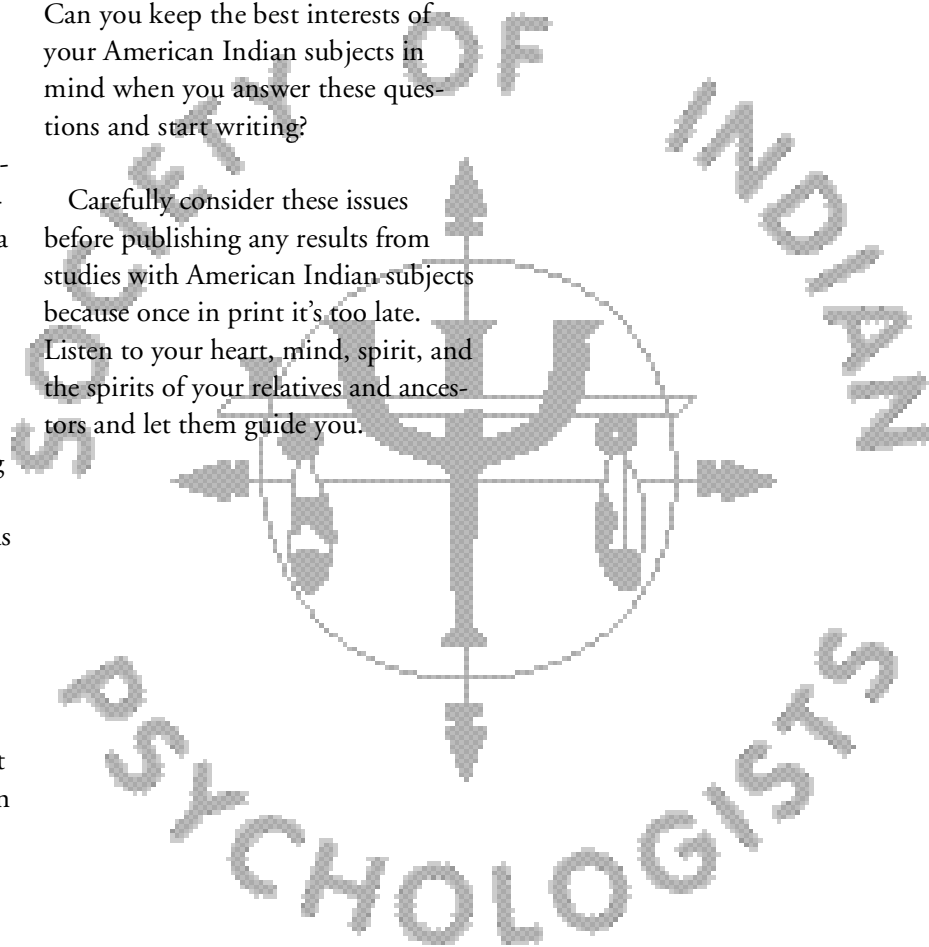 Can you keep the best interests of
your American Indian subjects in
mind when you answer these ques-
tions and start writing?
Carefully consider these issues
before publishing any results from
studies with American Indian subjects
because once in print it's too late.
Listen to your heart, mind, spirit, and
the spirits of your relatives and ances-
tors and let them guide you.
SOCIETY OF INDIAN
PSYCHOLOGISTS